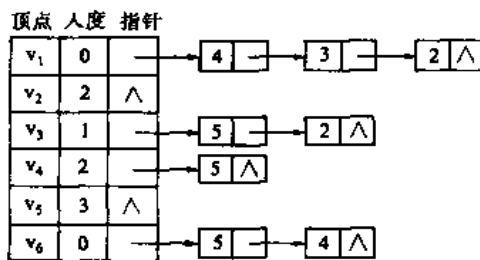 顶点 人度 指针
v₁ 0 4 3 2 ∧
v₂ 2 ∧
v₃ 1 5 2 ∧
v₄ 2 5 ∧
v₅ 3 ∧
v₆ 0 5 4 ∧